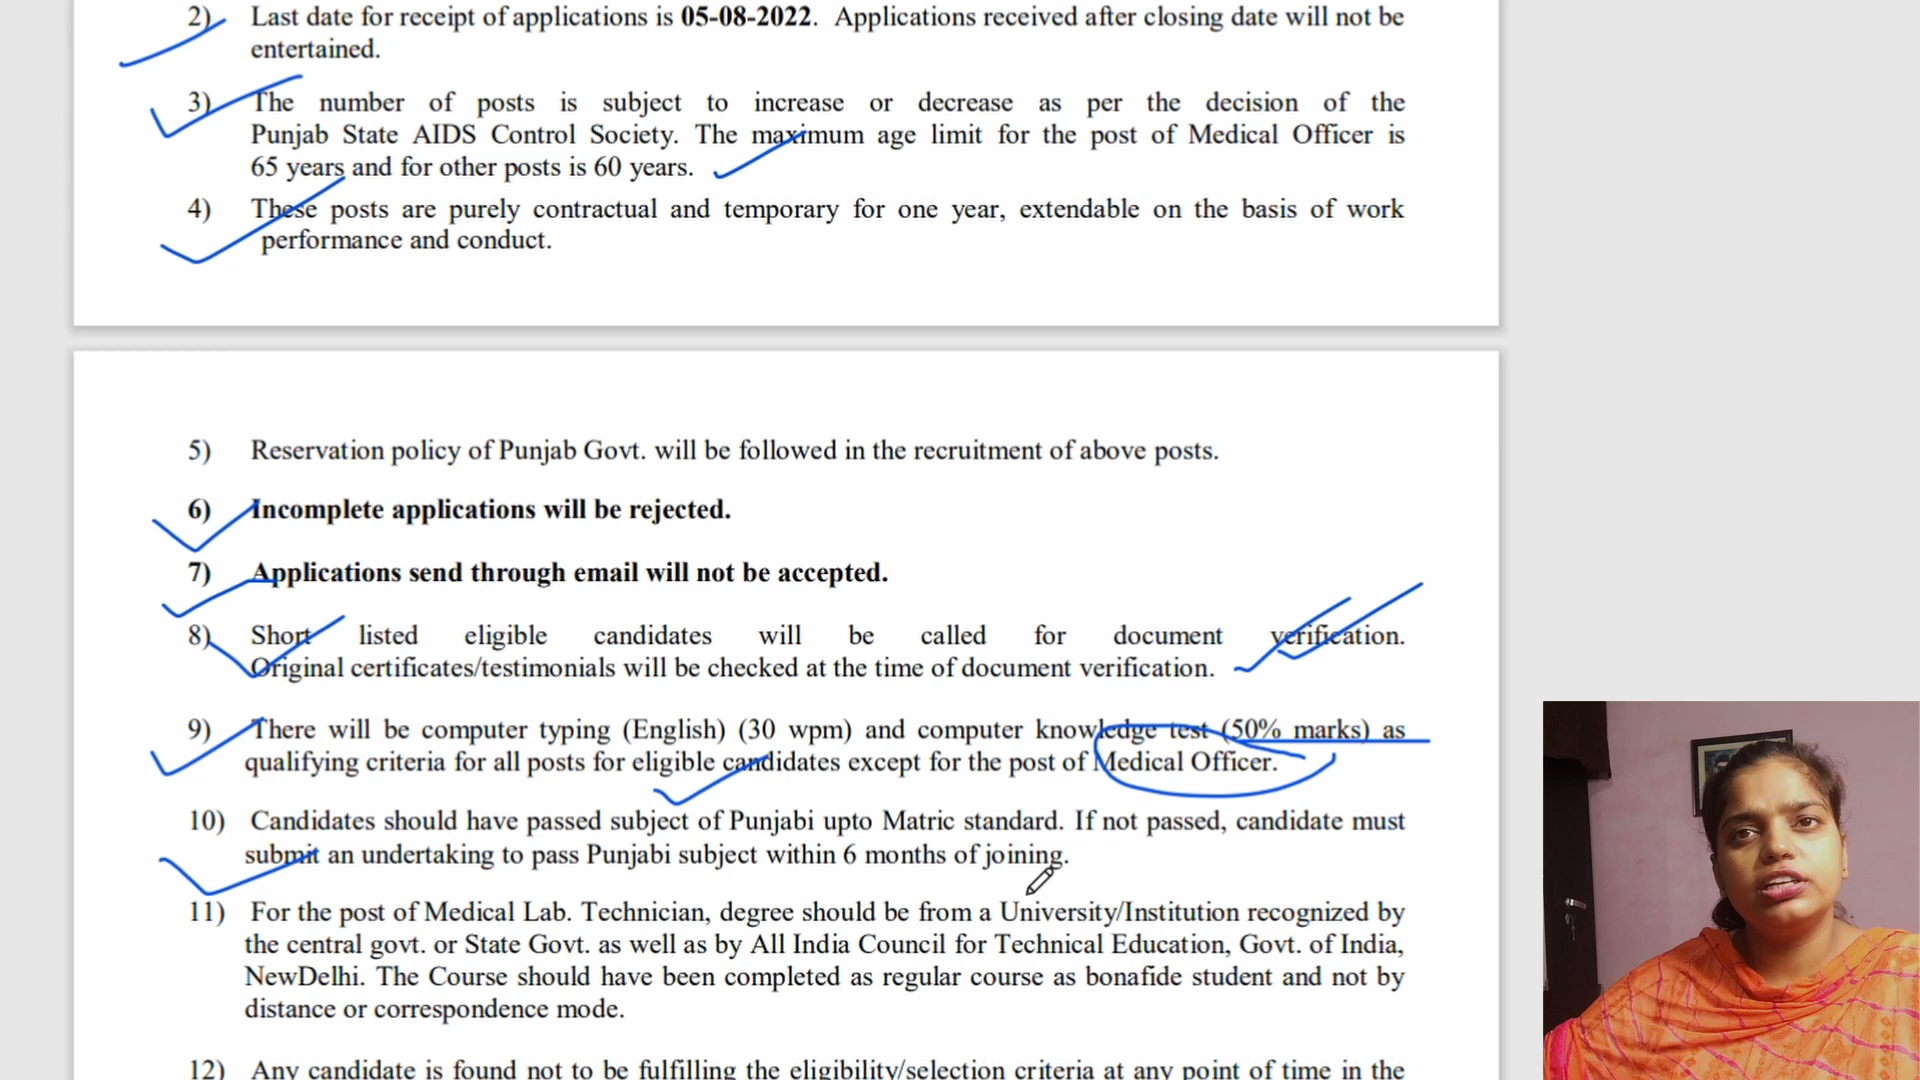 2) Last date for receipt of applications is 05-08-2022. Applications received after closing date will not be
entertained.
3) The number of posts is subject to increase or decrease as per the decision of the
Punjab State AIDS Control Society. The maximum age limit for the post of Medical Officer is
65 years and for other posts is 60 years.
4) These posts are purely contractual and temporary for one year, extendable on the basis of work
performance and conduct.
5) Reservation policy of Punjab Govt. will be followed in the recruitment of above posts.
6) Incomplete applications will be rejected.
7) Applications send through email will not be accepted.
8) Short listed eligible candidates will be called for document verification.
Original certificates/testimonials will be checked at the time of document verification.
9) There will be computer typing (English) (30 wpm) and computer knowledge test (50% marks) as
qualifying criteria for all posts for eligible candidates except for the post of Medical Officer.
10) Candidates should have passed subject of Punjabi upto Matric standard. If not passed, candidate must
submit an undertaking to pass Punjabi subject within 6 months of joining.
11) For the post of Medical Lab. Technician, degree should be from a University/Institution recognized by
the central govt. or State Govt. as well as by All India Council for Technical Education, Govt. of India,
NewDelhi. The Course should have been completed as regular course as bonafide student and not by
distance or correspondence mode.
12) Any candidate is found not to be fulfilling the eligibility/selection criteria at any point of time in the